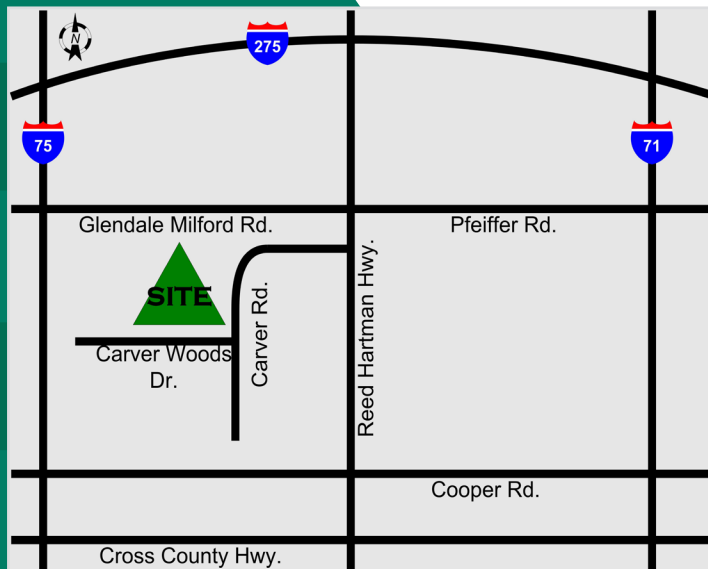 N
275
75
71
Glendale Milford Rd.
Pfeiffer Rd.
SITE
Carver Rd.
Reed Hartman Hwy.
Carver Woods
Dr.
Cooper Rd.
Cross County Hwy.